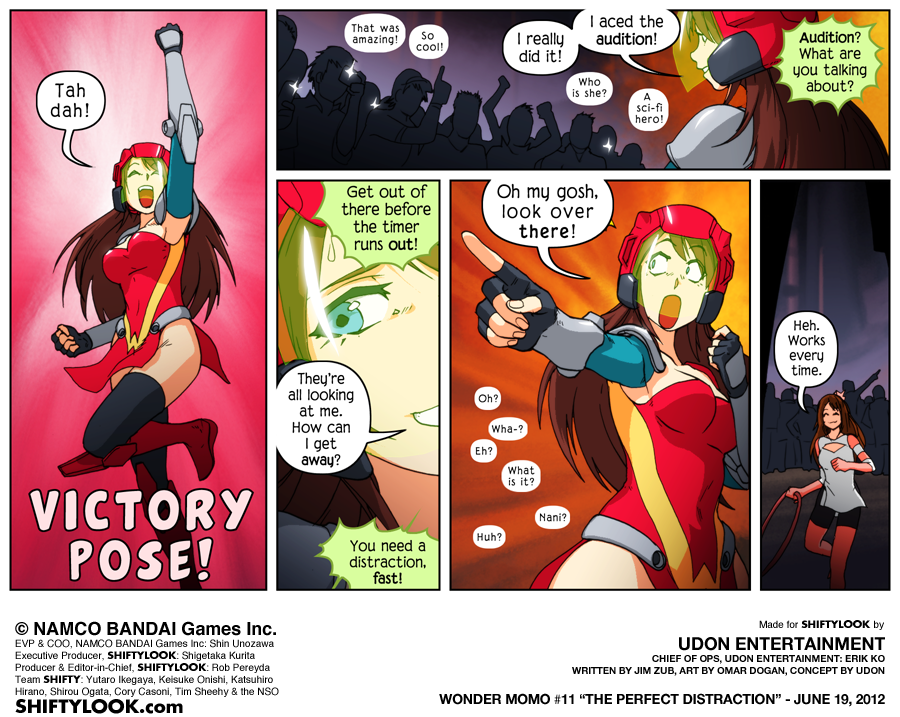 Tah
dah!
VICTORY
POSE!
That was
amazing!
So
cool!
I really
did it!
I aced the
audition!
Who
is she?
A
sci-fi
hero!
Audition?
What are
you talking
about?
Get out of
there before
the timer
runs out!
They're
all looking
at me.
How can
I get
away?
You need a
distraction,
fast!
Oh my gosh,
look over
there!
Oh?
Wha-?
Eh?
What
is it?
Nani?
Huh?
Heh.
Works
every
time.
© NAMCO BANDAI Games Inc.
EVP & COO, NAMCO BANDAI Games Inc: Shin Unozawa
Executive Producer, SHIFTYLOOK: Shigetaka Kurita
Producer & Editor-in-Chief, SHIFTYLOOK: Rob Pereyda
Team SHIFTY: Yutaro Ikegaya, Keisuke Onishi, Katsuhiro
Hirano, Shirou Ogata, Cory Casoni, Tim Sheehy & the NSO
SHIFTYLOOK.com
Made for SHIFTYLOOK by
UDON ENTERTAINMENT
CHIEF OF OPS, UDON ENTERTAINMENT: ERIK KO
WRITTEN BY JIM ZUB, ART BY OMAR DOGAN, CONCEPT BY UDON
WONDER MOMO #11 “THE PERFECT DISTRACTION” - JUNE 19, 2012